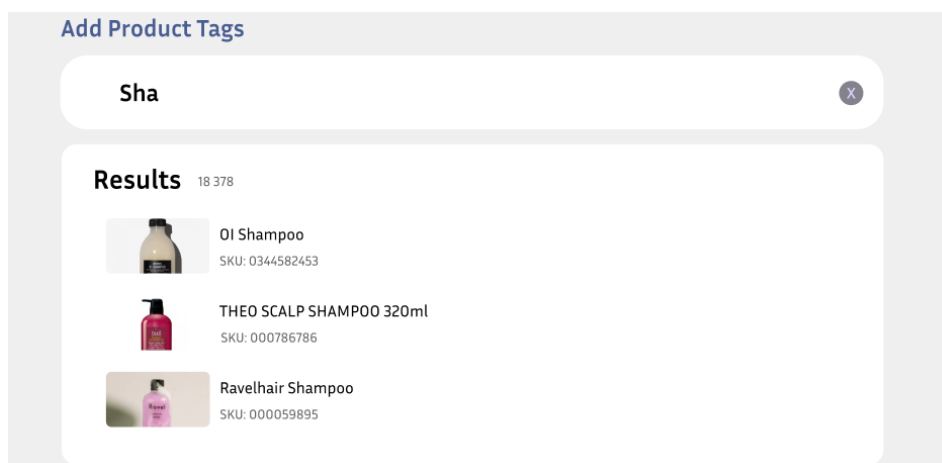 Add Product Tags
Sha
X
Results 18 378
OI Shampoo
SKU: 0344582453
THEO SCALP SHAMPOO 320ml
SKU: 000786786
Ravelhair Shampoo
SKU: 000059895